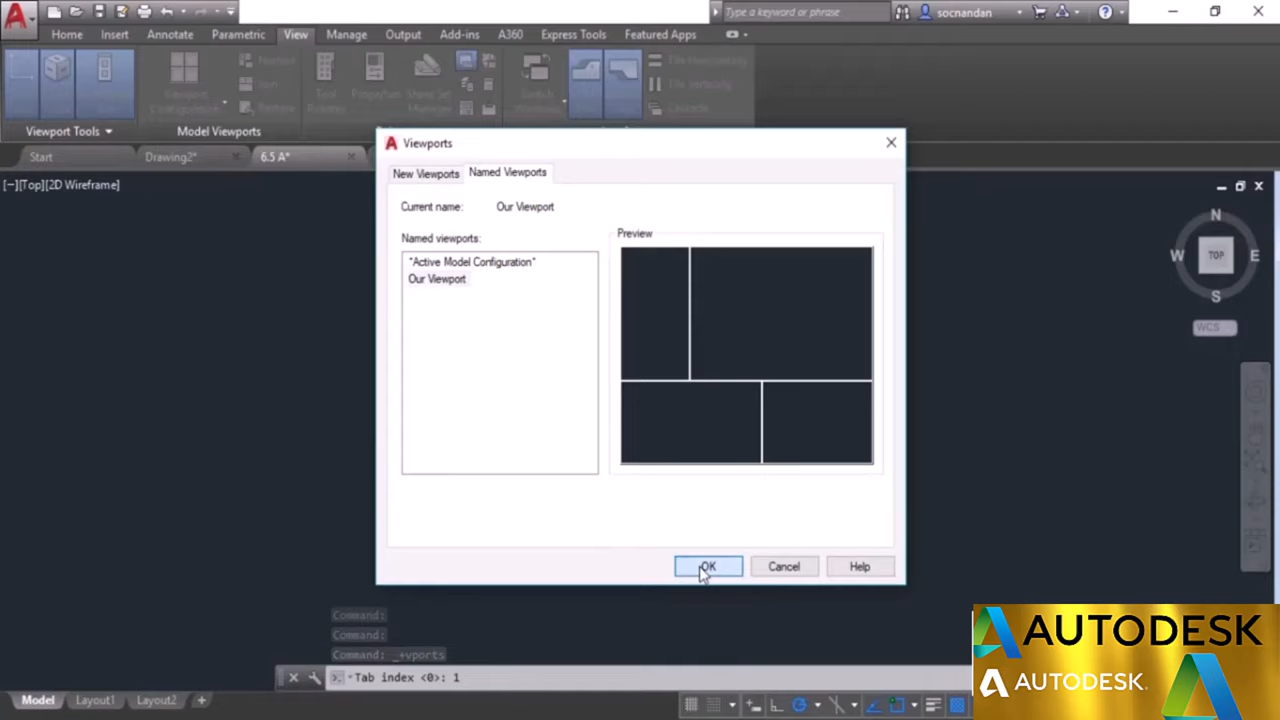 Type a keyword or phrase
socnandan
Home Insert Annotate Parametric View Manage Output Add-ins A360 Express Tools Featured Apps
Viewport Tools
Model Viewports
Start
Drawing2*
6.5 A*
[−][Top][2D Wireframe]
Viewports
New Viewports
Named Viewports
Current name: Our Viewport
Named viewports:
Preview
*Active Model Configuration*
Our Viewport
OK
Cancel
Help
N
W
TOP
E
S
WCS
Command:
Command:
Command: _+vports
Tab index <0>: 1
Model
Layout1
Layout2
AUTODESK
AUTODESK.